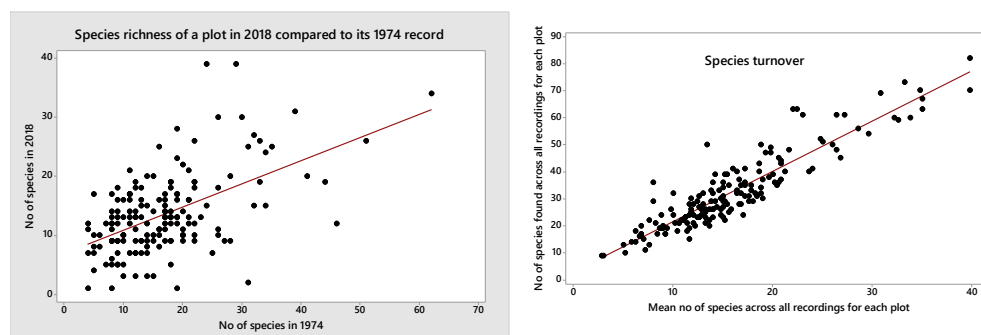 Species richness of a plot in 2018 compared to its 1974 record
No of species in 2018
40
30
20
10
0
0 10 20 30 40 50 60 70
No of species in 1974
Species turnover
No of species found across all recordings for each plot
90
80
70
60
50
40
30
20
10
0
0 10 20 30 40
Mean no of species across all recordings for each plot